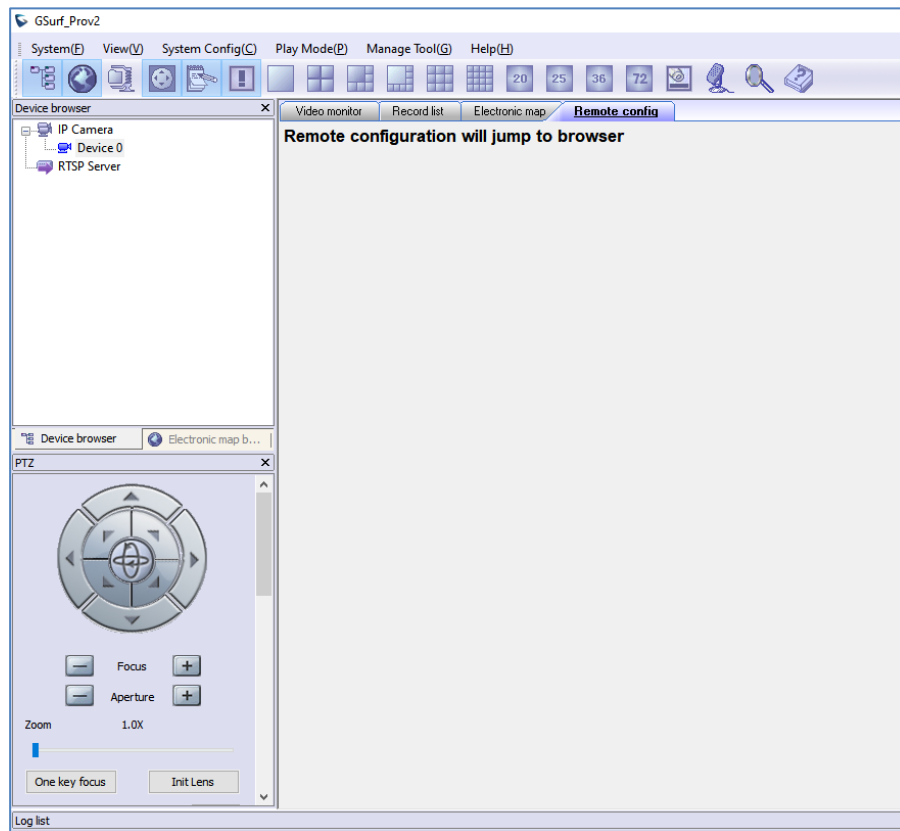 GSurf_Prov2
System(F) View(V) System Config(C) Play Mode(P) Manage Tool(G) Help(H)
20 25 36 72
Device browser
Video monitor Record list Electronic map Remote config
IP Camera
Device 0
RTSP Server
Remote configuration will jump to browser
Device browser Electronic map b...
PTZ
Focus
Aperture
Zoom 1.0X
One key focus Init Lens
Log list